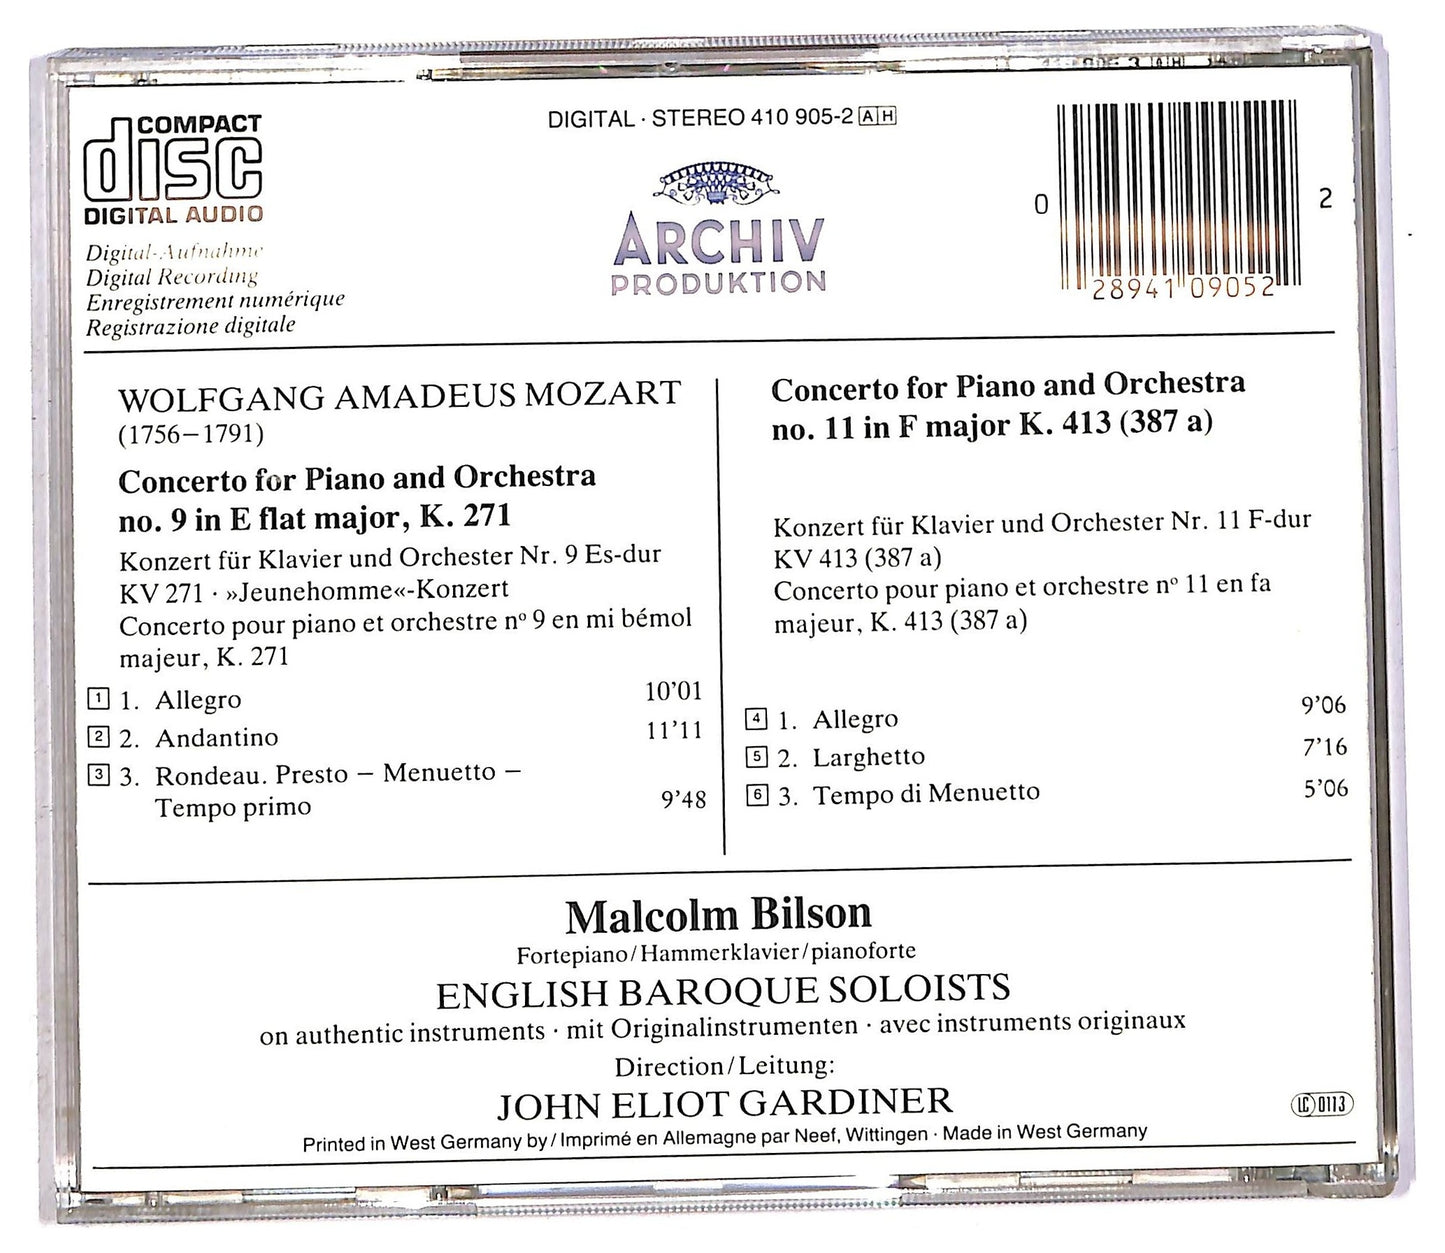 COMPACT
disc
DIGITAL AUDIO
Digital-Aufnahme
Digital Recording
Enregistrement numérique
Registrazione digitale
DIGITAL · STEREO 410 905-2 AH
ARCHIV
PRODUKTION
0 28941 09052 2
WOLFGANG AMADEUS MOZART
(1756–1791)
Concerto for Piano and Orchestra
no. 9 in E flat major, K. 271
Konzert für Klavier und Orchester Nr. 9 Es-dur
KV 271 · »Jeunehomme«-Konzert
Concerto pour piano et orchestre nº 9 en mi bémol
majeur, K. 271
1 1. Allegro 10’01
2 2. Andantino 11’11
3 3. Rondeau. Presto – Menuetto –
Tempo primo 9’48
Concerto for Piano and Orchestra
no. 11 in F major K. 413 (387 a)
Konzert für Klavier und Orchester Nr. 11 F-dur
KV 413 (387 a)
Concerto pour piano et orchestre nº 11 en fa
majeur, K. 413 (387 a)
4 1. Allegro 9’06
5 2. Larghetto 7’16
6 3. Tempo di Menuetto 5’06
Malcolm Bilson
Fortepiano/Hammerklavier/pianoforte
ENGLISH BAROQUE SOLOISTS
on authentic instruments · mit Originalinstrumenten · avec instruments originaux
Direction/Leitung:
JOHN ELIOT GARDINER
LC 0113
Printed in West Germany by/Imprimé en Allemagne par Neef, Wittingen · Made in West Germany